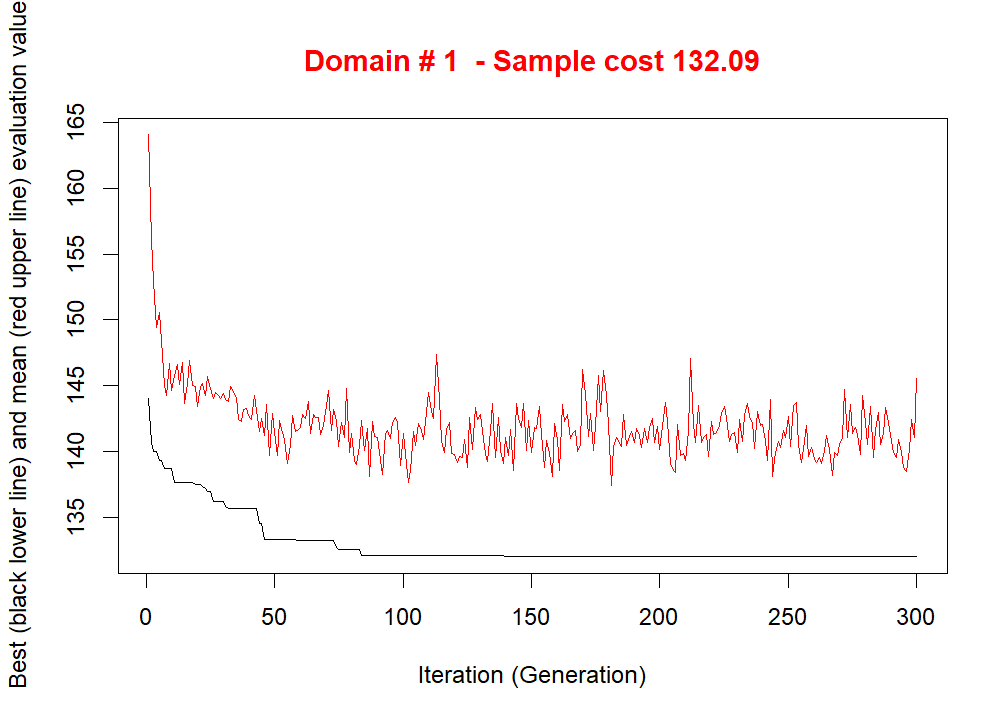 Domain # 1  - Sample cost 132.09
Best (black lower line) and mean (red upper line) evaluation value
165
160
155
150
145
140
135
0 50 100 150 200 250 300
Iteration (Generation)